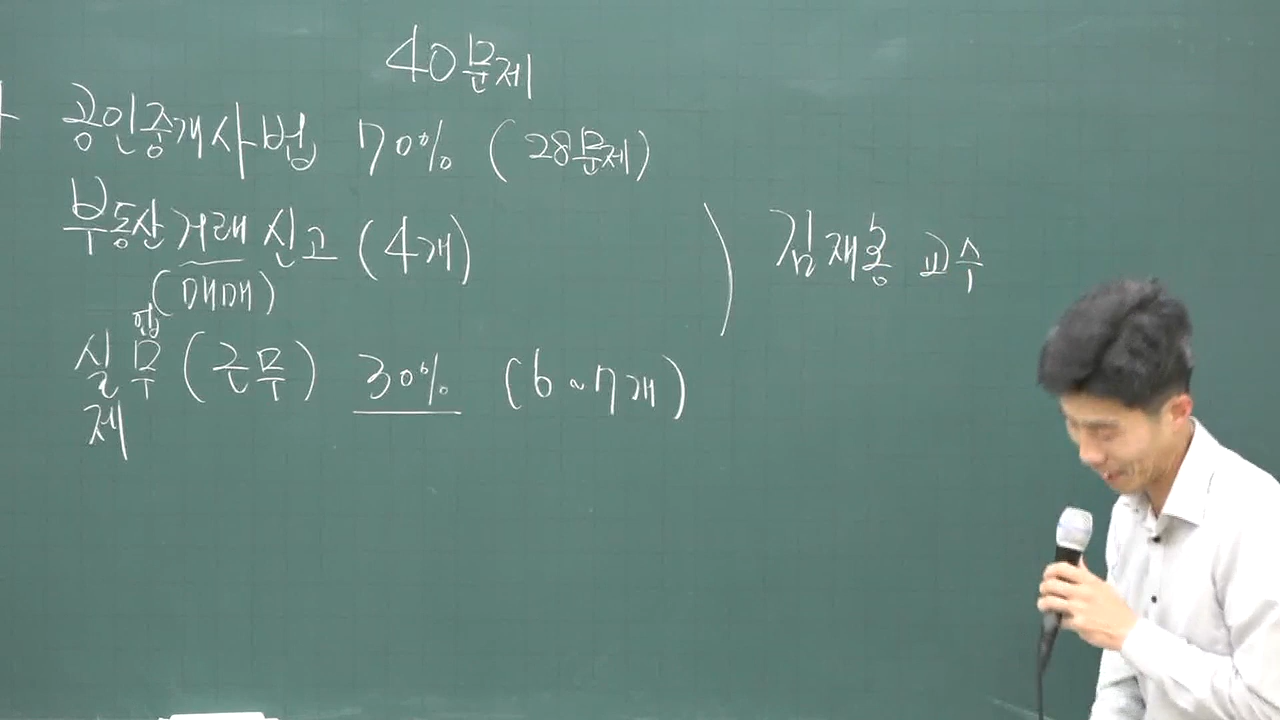 40문제
공인중개사법 70% (28문제)
부동산거래신고 (4개)
(매매)
김재홍 교수
업
실무 (근무) 30% (6~7개)
제